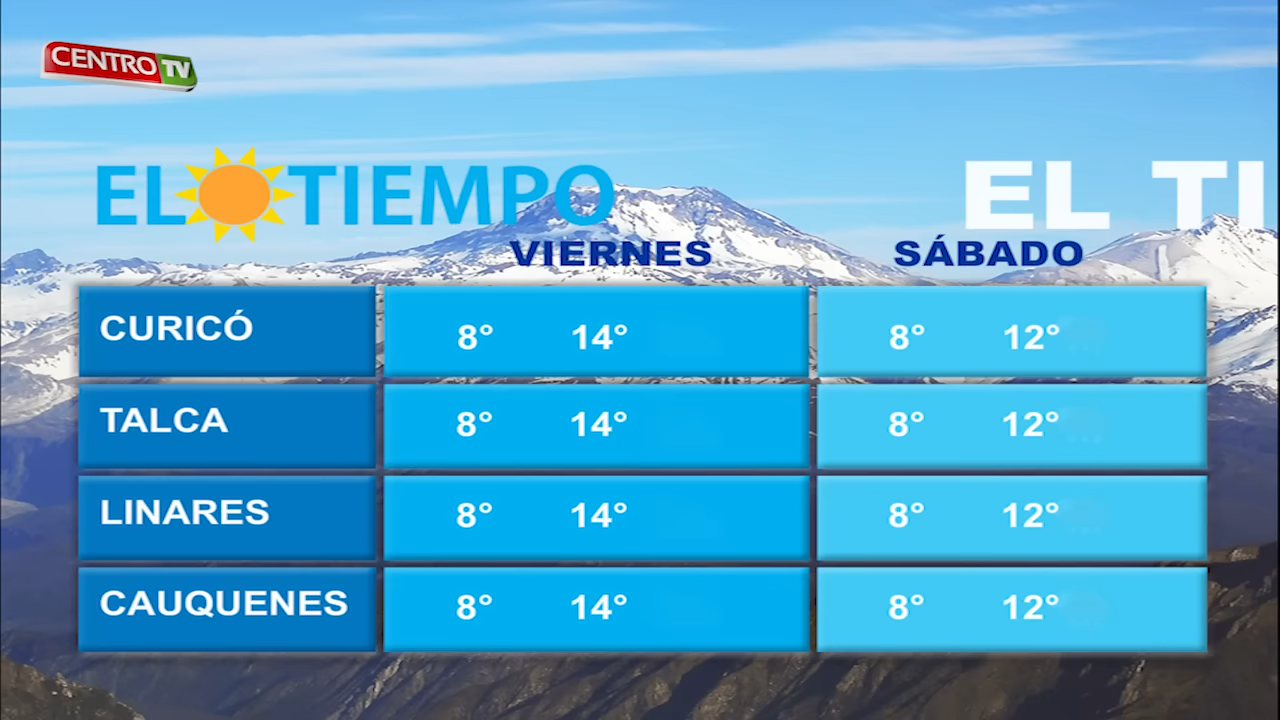 CENTRO TV
EL TIEMPO
EL TI
VIERNES SÁBADO
CURICÓ 8° 14° 8° 12°
TALCA 8° 14° 8° 12°
LINARES 8° 14° 8° 12°
CAUQUENES 8° 14° 8° 12°